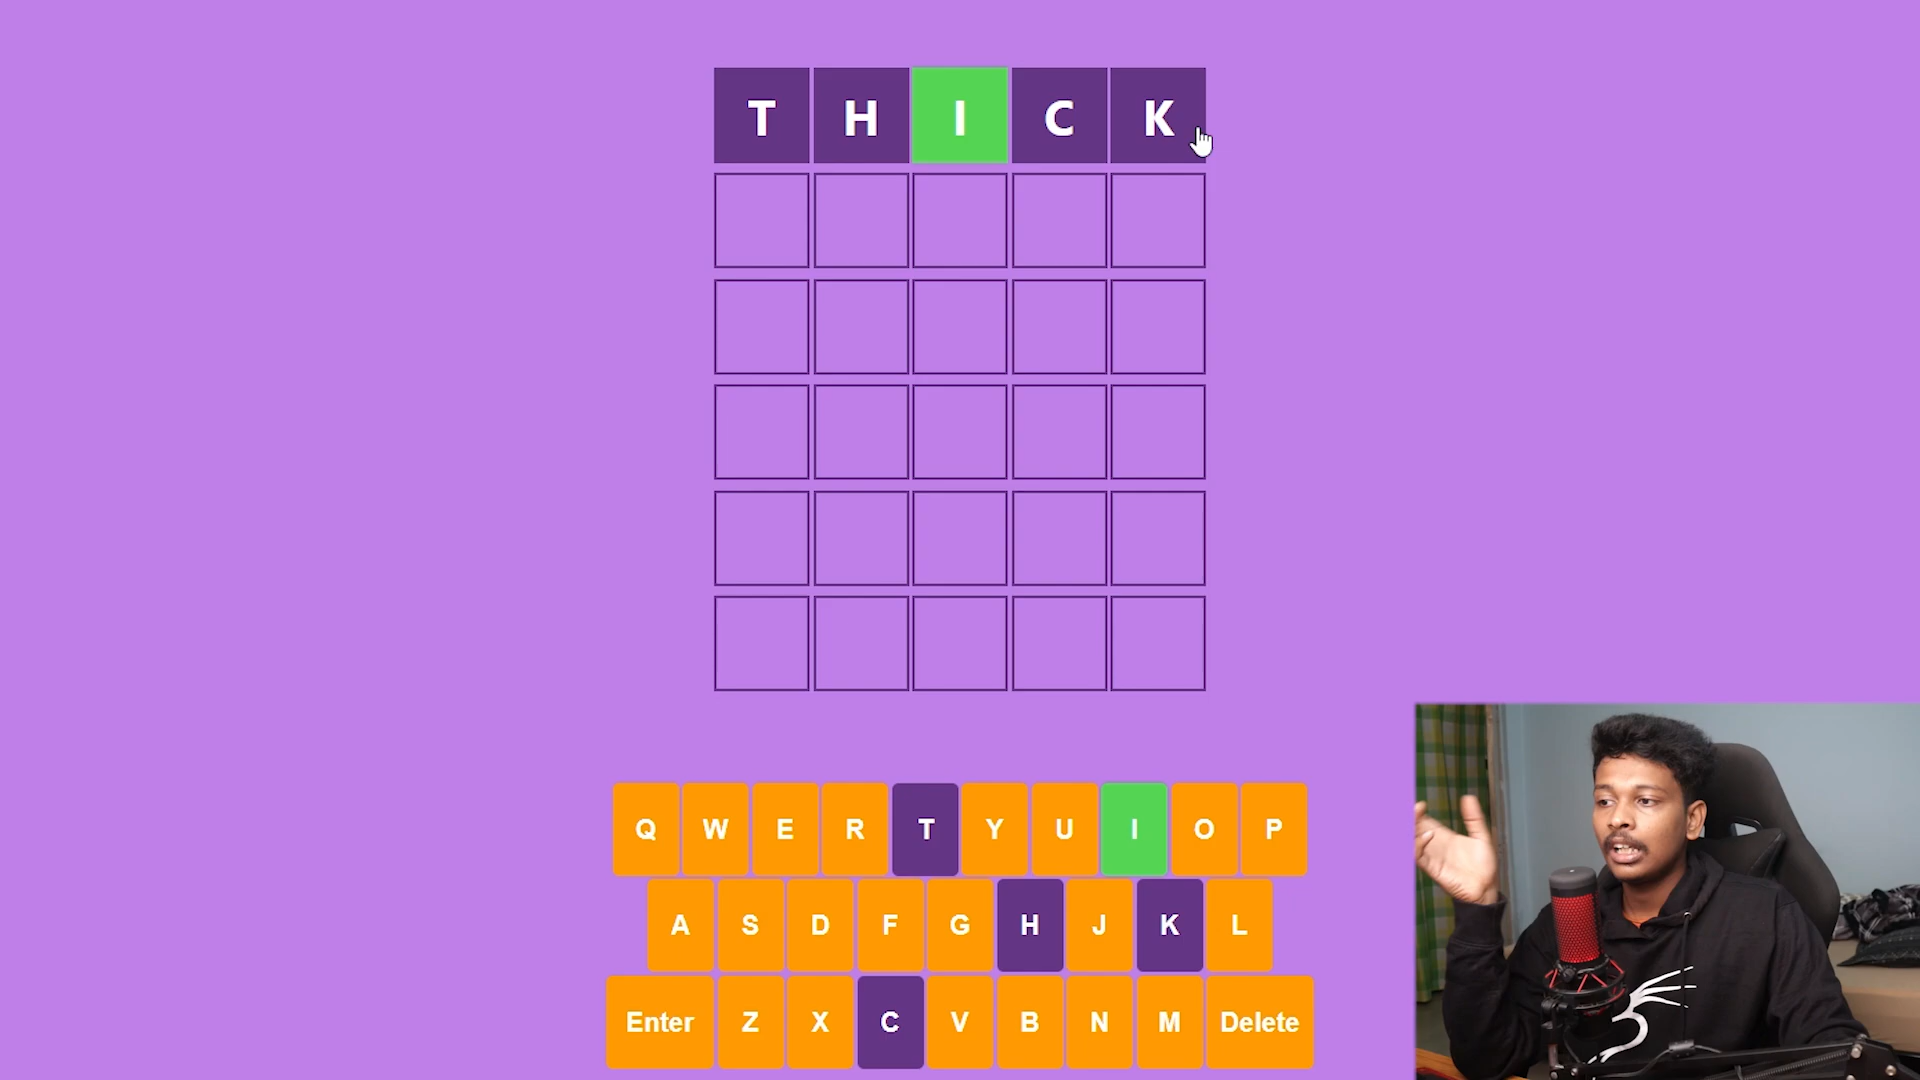 T H I C K
Q W E R T Y U I O P
A S D F G H J K L
Enter Z X C V B N M Delete